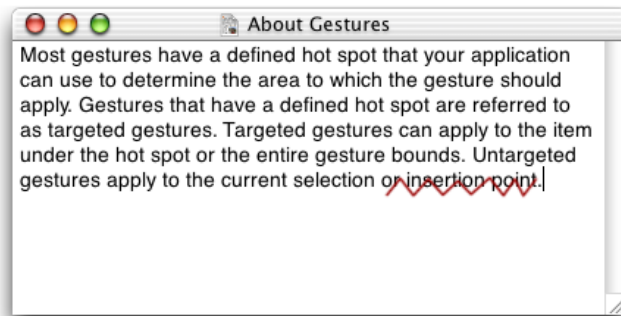 About Gestures
Most gestures have a defined hot spot that your application
can use to determine the area to which the gesture should
apply. Gestures that have a defined hot spot are referred to
as targeted gestures. Targeted gestures can apply to the item
under the hot spot or the entire gesture bounds. Untargeted
gestures apply to the current selection or insertion point.